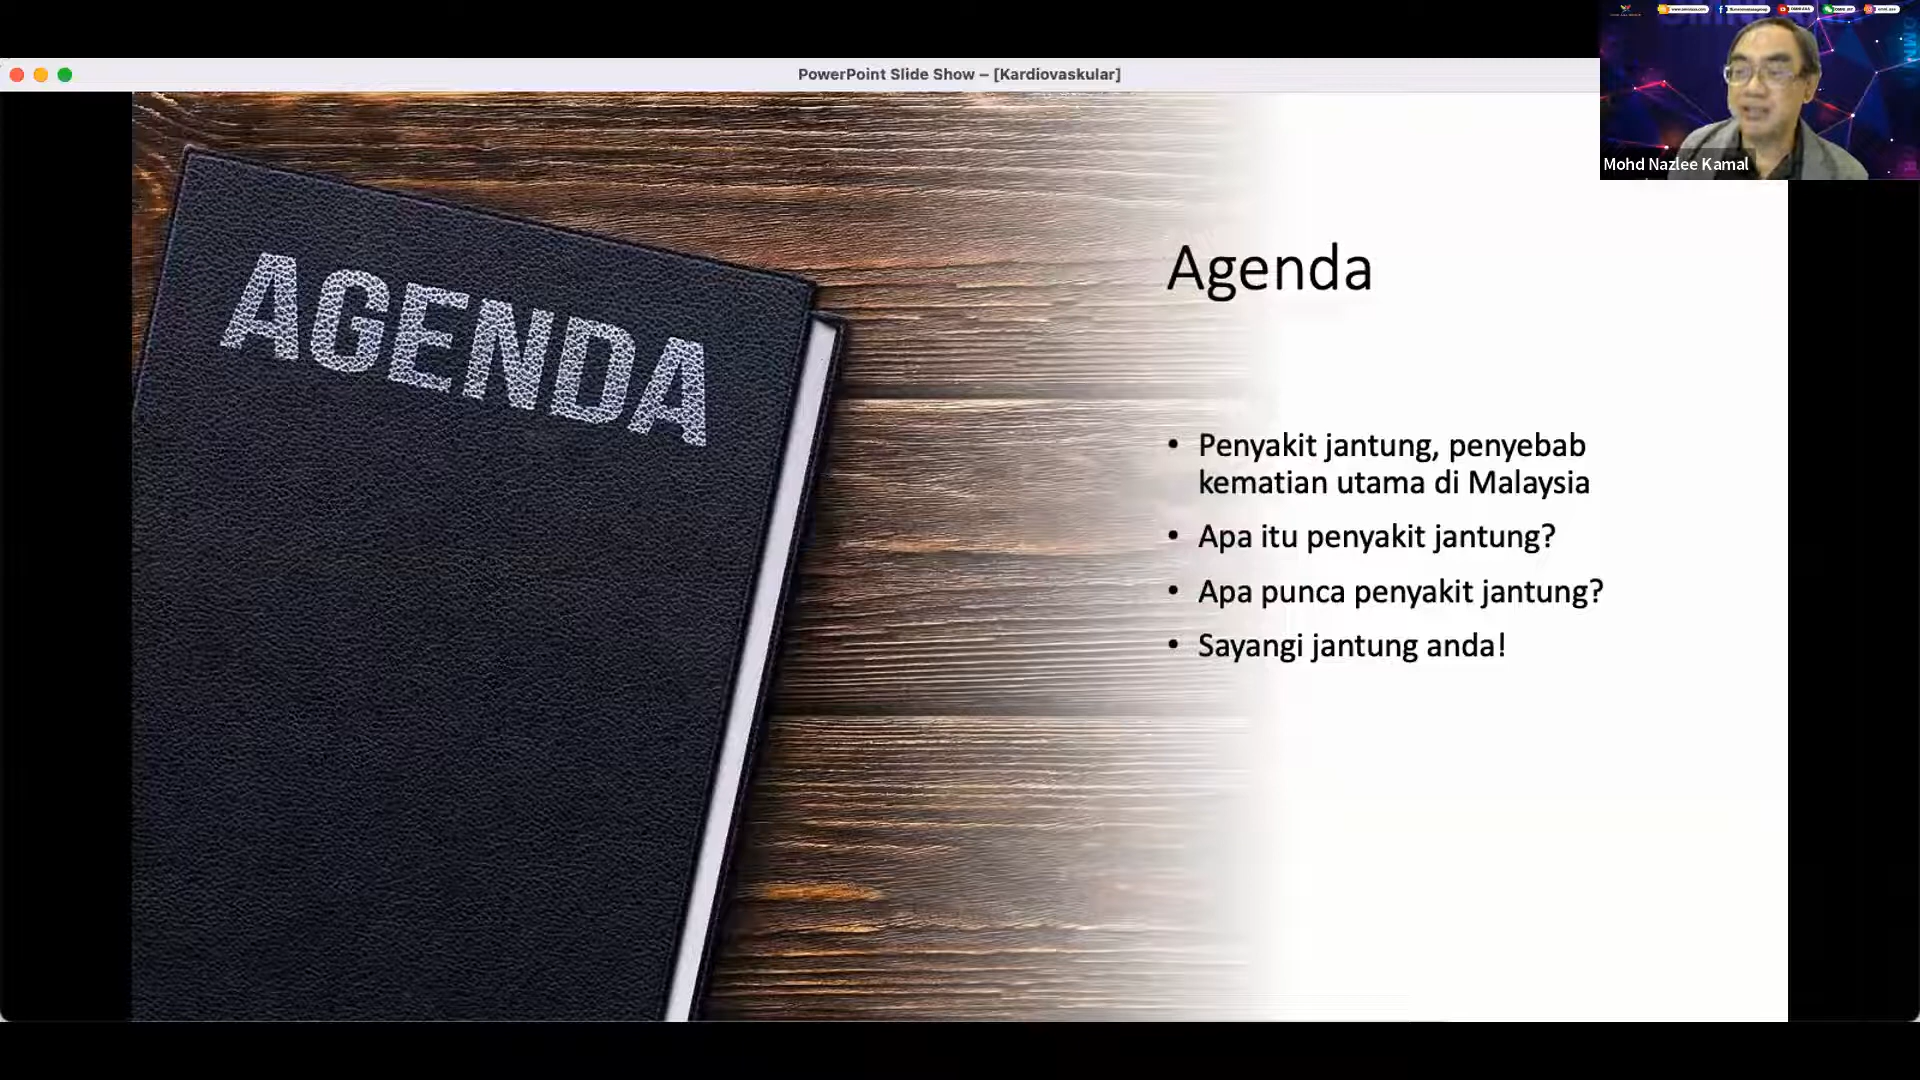 PowerPoint Slide Show – [Kardiovaskular]
Mohd Nazlee Kamal
AGENDA
Agenda
• Penyakit jantung, penyebab
kematian utama di Malaysia
• Apa itu penyakit jantung?
• Apa punca penyakit jantung?
• Sayangi jantung anda!